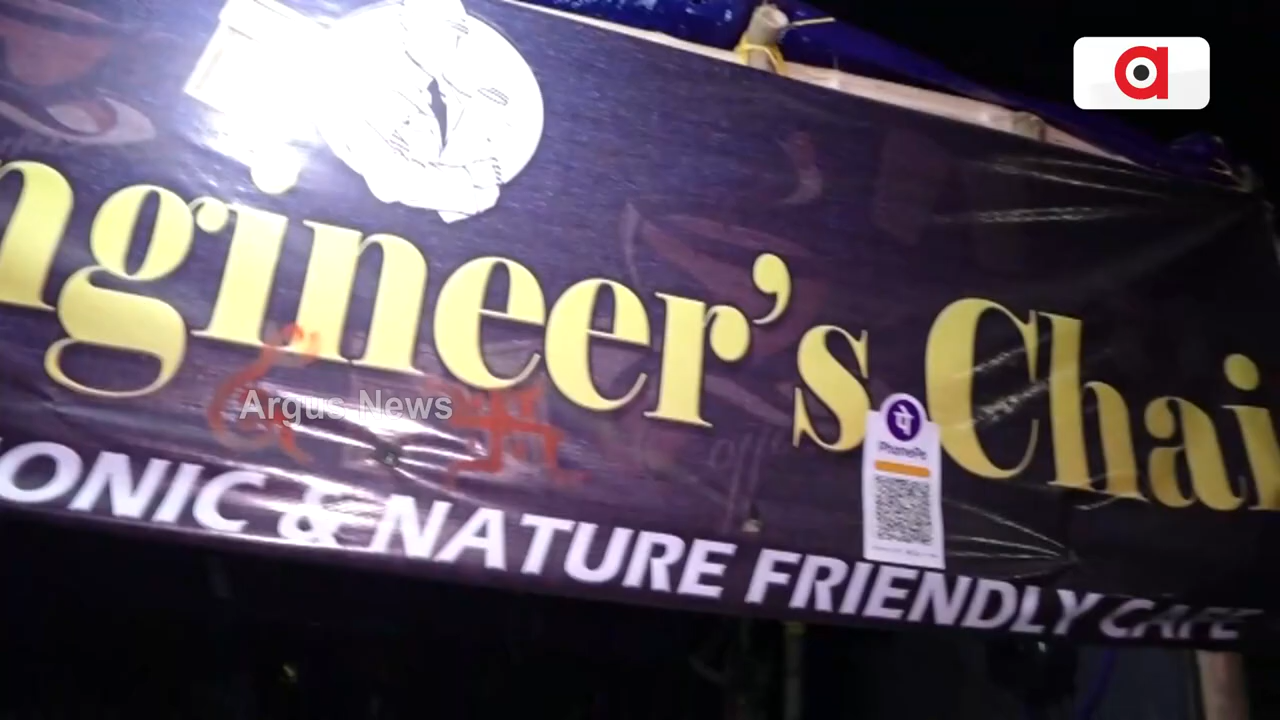 ngineer's Chai
Argus News
पे
PhonePe
ONIC & NATURE FRIENDLY CAFE